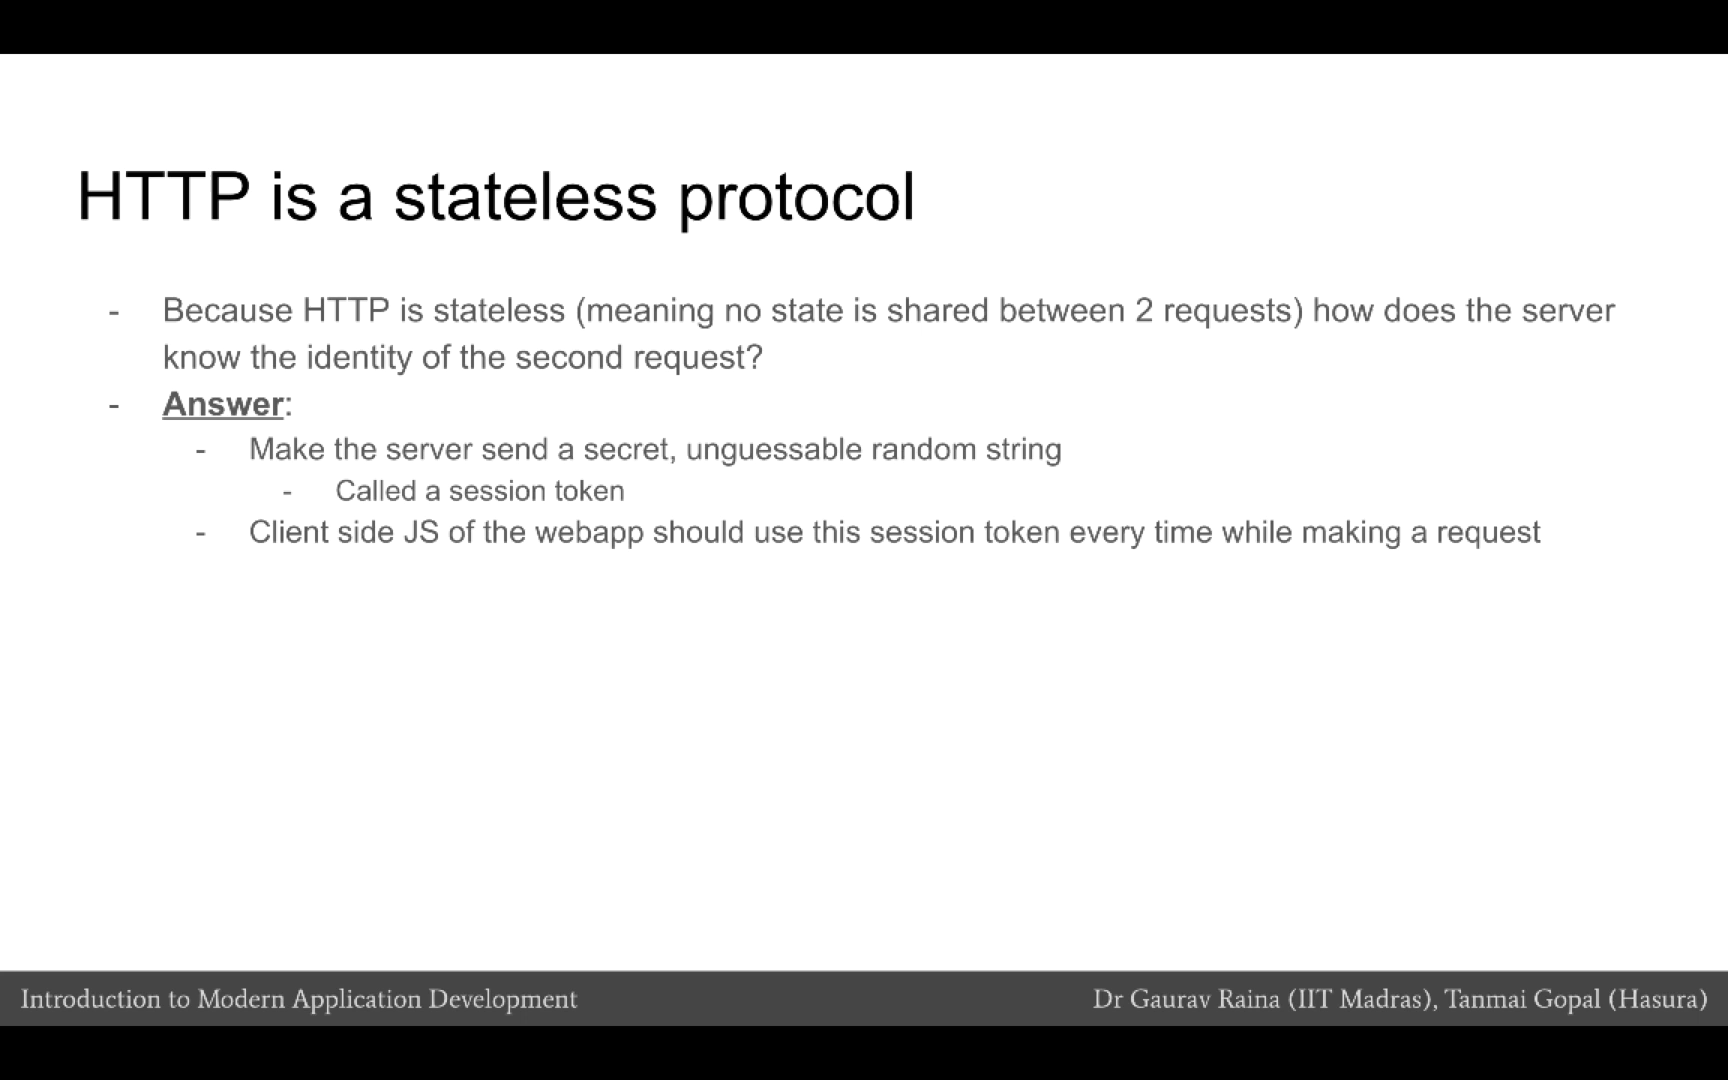 HTTP is a stateless protocol
- Because HTTP is stateless (meaning no state is shared between 2 requests) how does the server
know the identity of the second request?
- Answer:
- Make the server send a secret, unguessable random string
- Called a session token
- Client side JS of the webapp should use this session token every time while making a request
Introduction to Modern Application Development
Dr Gaurav Raina (IIT Madras), Tanmai Gopal (Hasura)